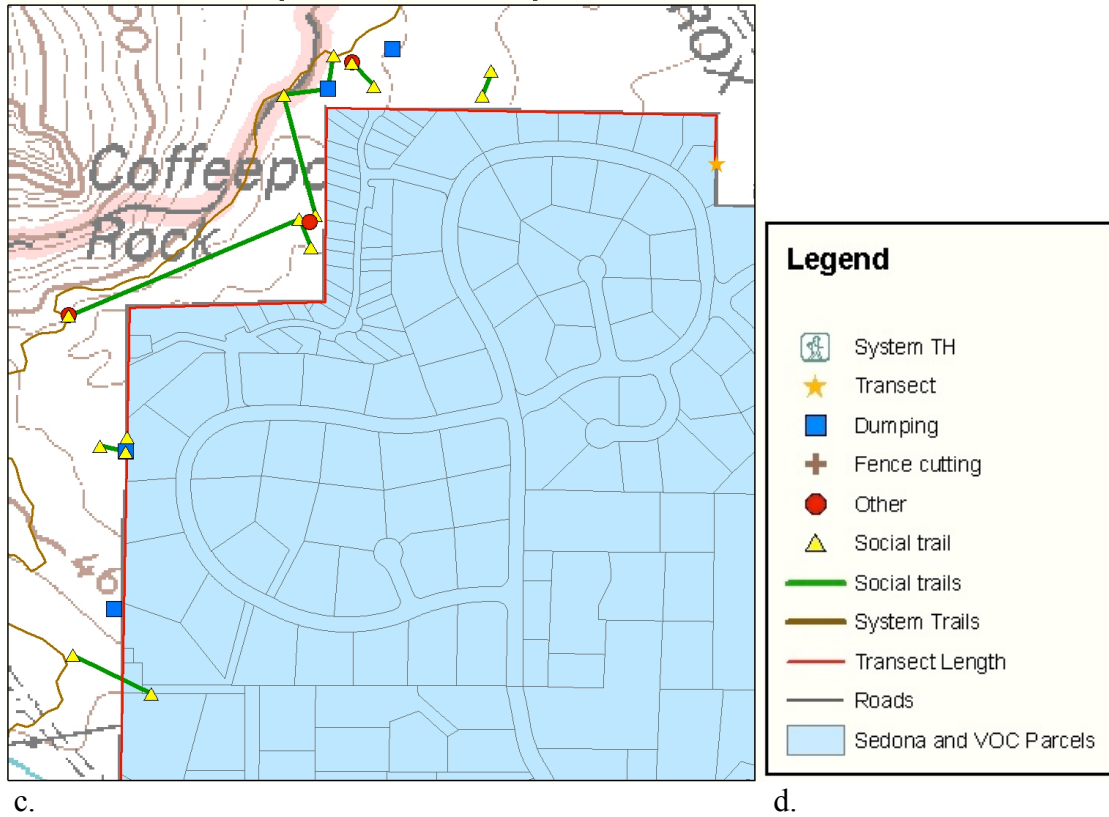 Coffeepo
Rock
ROX
46
c.
Legend
System TH
Transect
Dumping
Fence cutting
Other
Social trail
Social trails
System Trails
Transect Length
Roads
Sedona and VOC Parcels
d.